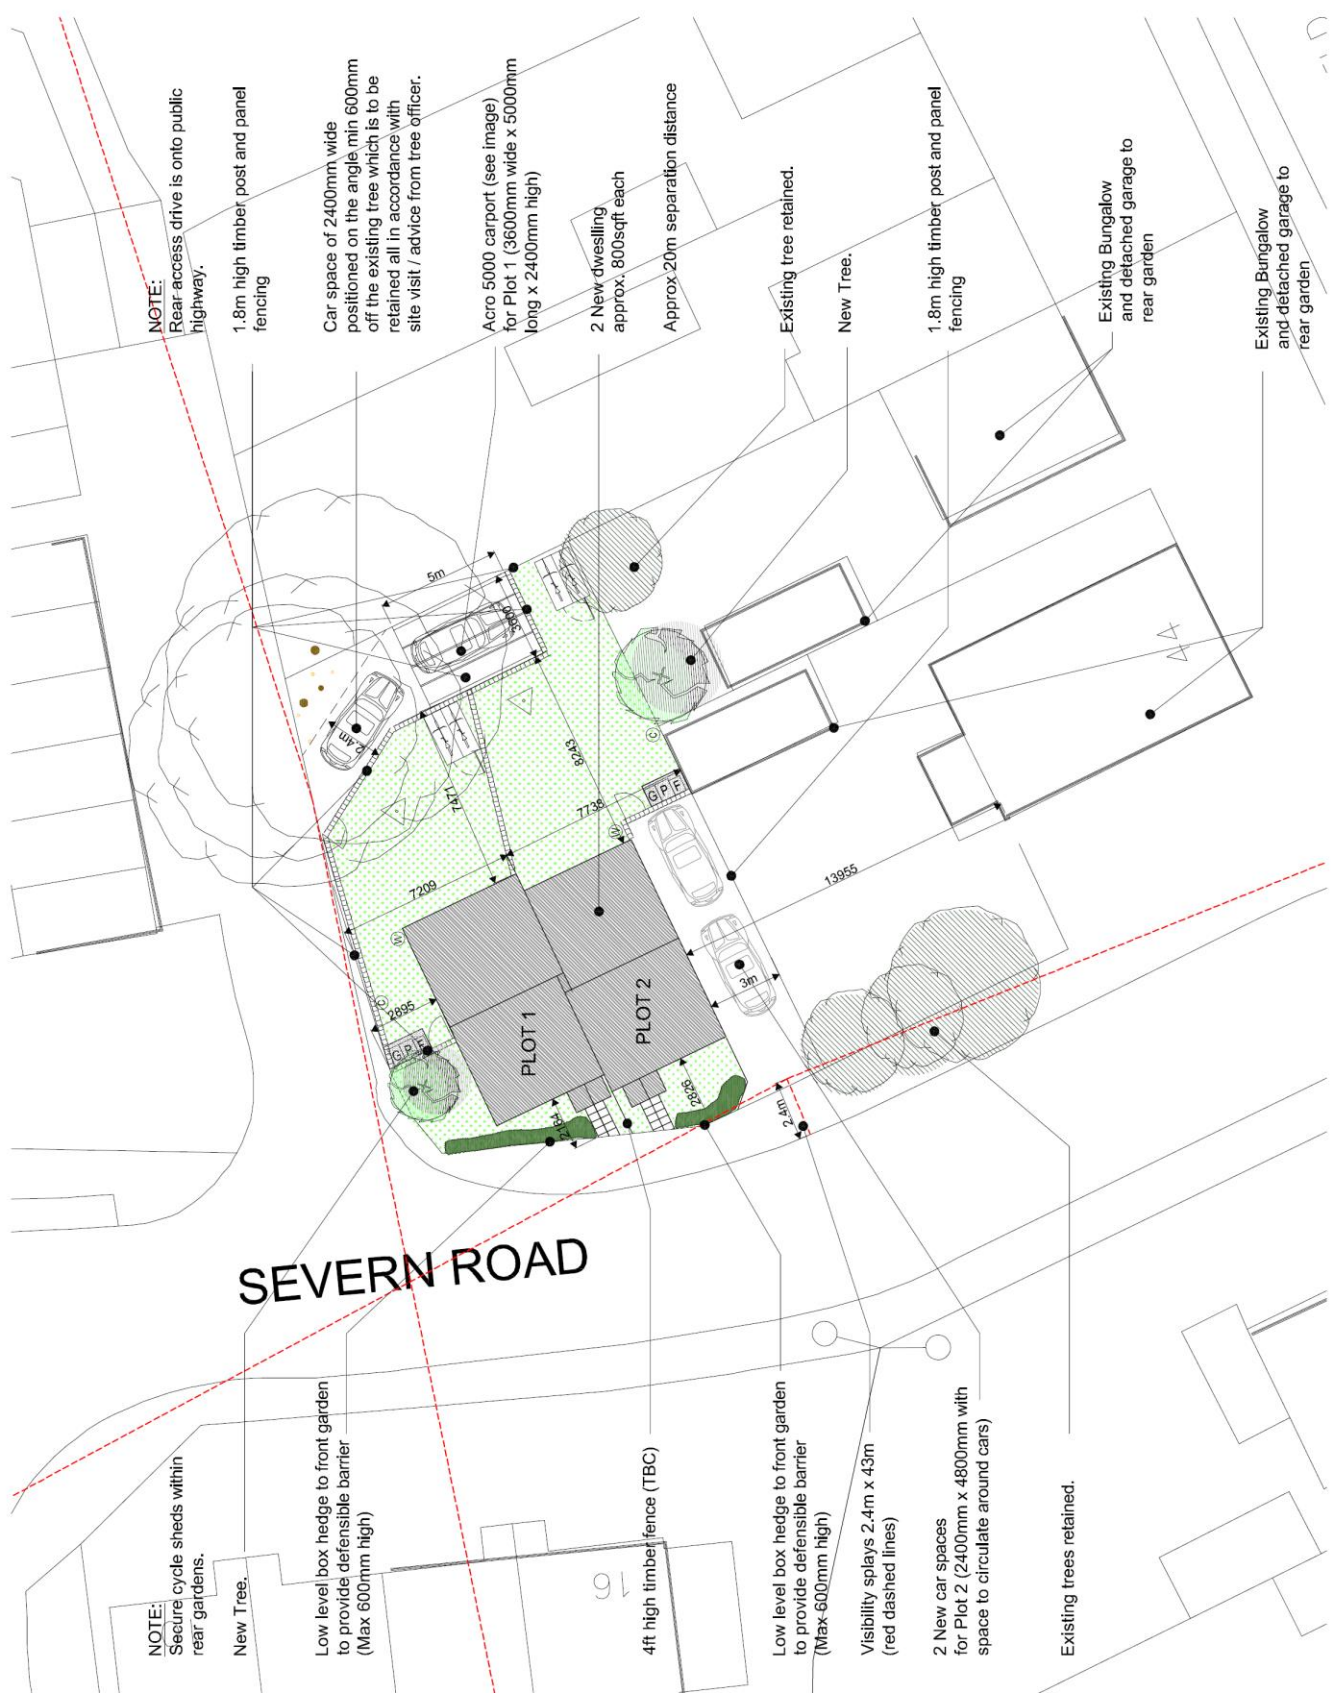 NOTE:
Rear access drive is onto public
highway.
1.8m high timber post and panel
fencing
Car space of 2400mm wide
positioned on the angle min 600mm
off the existing tree which is to be
retained all in accordance with
site visit / advice from tree officer.
Acro 5000 carport (see image)
for Plot 1 (3600mm wide x 5000mm
long x 2400mm high)
2 New dweslling
approx. 800sqft each
Approx 20m separation distance
Existing tree retained.
New Tree.
1.8m high timber post and panel
fencing
Existing Bungalow
and detached garage to
rear garden
Existing Bungalow
and detached garage to
rear garden
5m
3600
2.4m
7471
8243
7738
7209
2895
13955
3m
2826
2184
2.4m
W
C
G P F
W
C
G P F
PLOT 1
PLOT 2
44
16
SEVERN ROAD
NOTE:
Secure cycle sheds within
rear gardens.
New Tree.
Low level box hedge to front garden
to provide defensible barrier
(Max 600mm high)
4ft high timber fence (TBC)
Low level box hedge to front garden
to provide defensible barrier
(Max 600mm high)
Visibility splays 2.4m x 43m
(red dashed lines)
2 New car spaces
for Plot 2 (2400mm x 4800mm with
space to circulate around cars)
Existing trees retained.